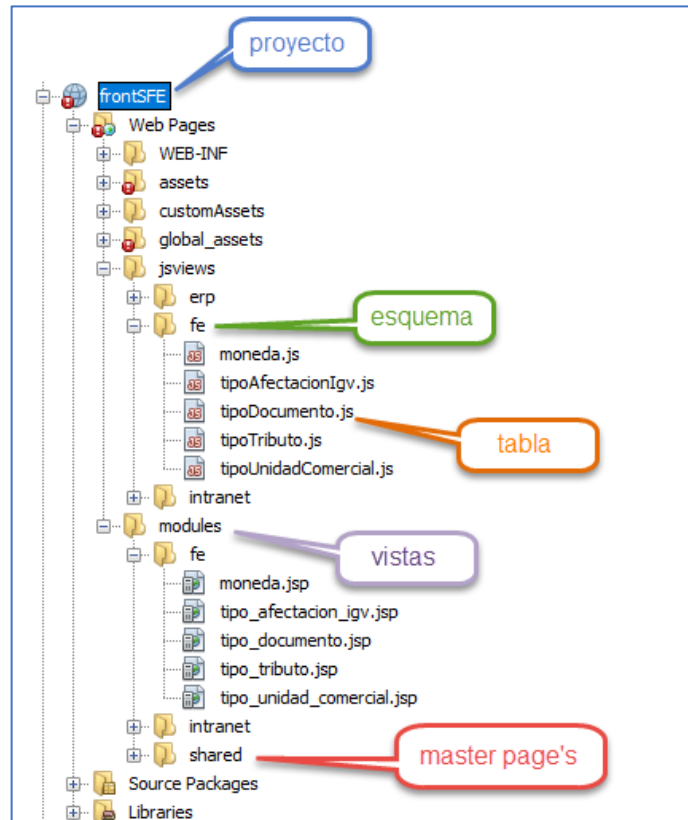 proyecto
frontSFE
Web Pages
WEB-INF
assets
customAssets
global_assets
jsviews
erp
fe
esquema
moneda.js
tipoAfectacionIgv.js
tipoDocumento.js
tipoTributo.js
tabla
tipoUnidadComercial.js
intranet
modules
fe
vistas
moneda.jsp
tipo_afectacion_igv.jsp
tipo_documento.jsp
tipo_tributo.jsp
tipo_unidad_comercial.jsp
intranet
shared
master page's
Source Packages
Libraries